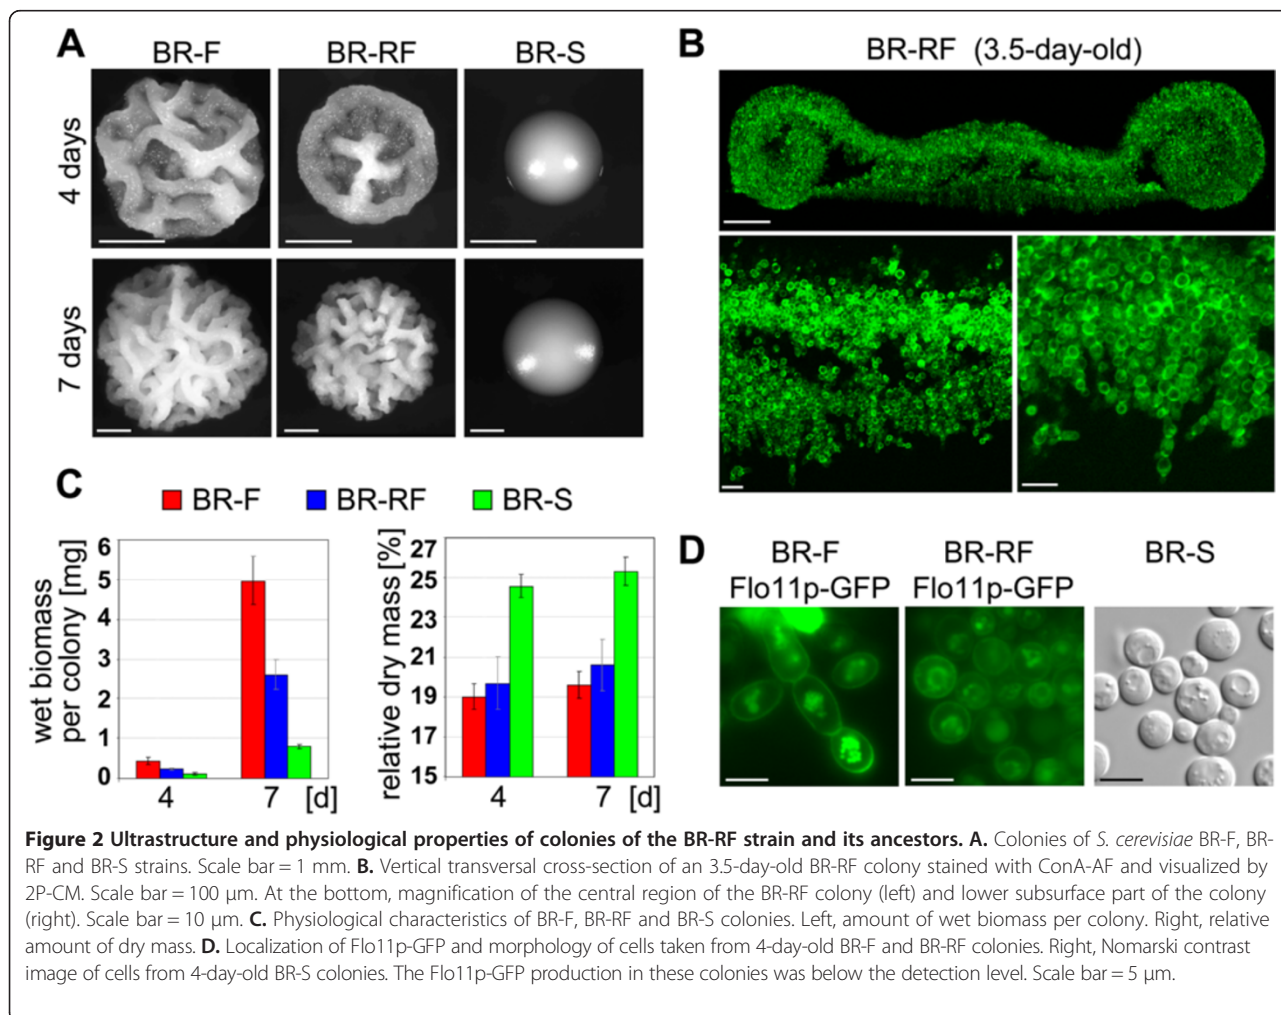 A
BR-F BR-RF BR-S
4 days
7 days
B
BR-RF (3.5-day-old)
C
BR-F BR-RF BR-S
wet biomass
per colony [mg]
6
5
4
3
2
1
0
4 7 [d]
relative dry mass [%]
27
25
23
21
19
17
15
4 7 [d]
D
BR-F BR-RF BR-S
Flo11p-GFP Flo11p-GFP
Figure 2 Ultrastructure and physiological properties of colonies of the BR-RF strain and its ancestors. A. Colonies of S. cerevisiae BR-F, BR-
RF and BR-S strains. Scale bar = 1 mm. B. Vertical transversal cross-section of an 3.5-day-old BR-RF colony stained with ConA-AF and visualized by
2P-CM. Scale bar = 100 μm. At the bottom, magnification of the central region of the BR-RF colony (left) and lower subsurface part of the colony
(right). Scale bar = 10 μm. C. Physiological characteristics of BR-F, BR-RF and BR-S colonies. Left, amount of wet biomass per colony. Right, relative
amount of dry mass. D. Localization of Flo11p-GFP and morphology of cells taken from 4-day-old BR-F and BR-RF colonies. Right, Nomarski contrast
image of cells from 4-day-old BR-S colonies. The Flo11p-GFP production in these colonies was below the detection level. Scale bar = 5 μm.